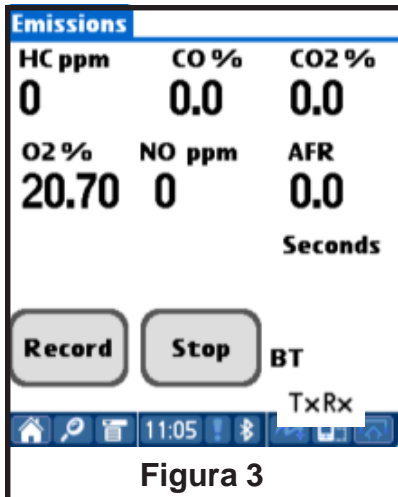 Emissions
HC ppm CO % CO2 %
0 0.0 0.0
O2 % NO ppm AFR
20.70 0 0.0
Seconds
Record Stop BT
TxRx
11:05
Figura 3